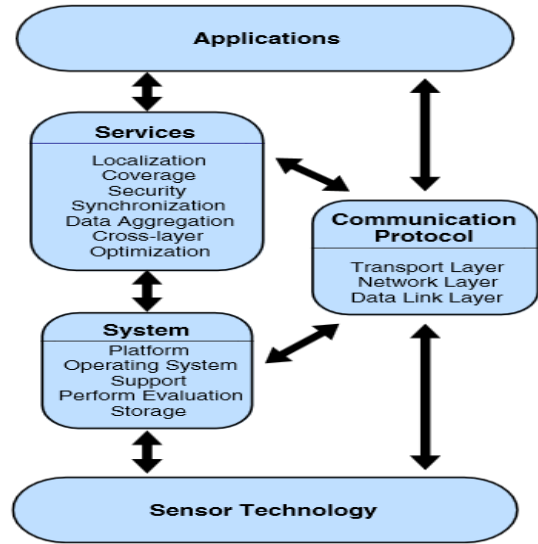 Applications
Services
Localization
Coverage
Security
Synchronization
Data Aggregation
Cross-layer
Optimization
Communication
Protocol
Transport Layer
Network Layer
Data Link Layer
System
Platform
Operating System
Support
Perform Evaluation
Storage
Sensor Technology